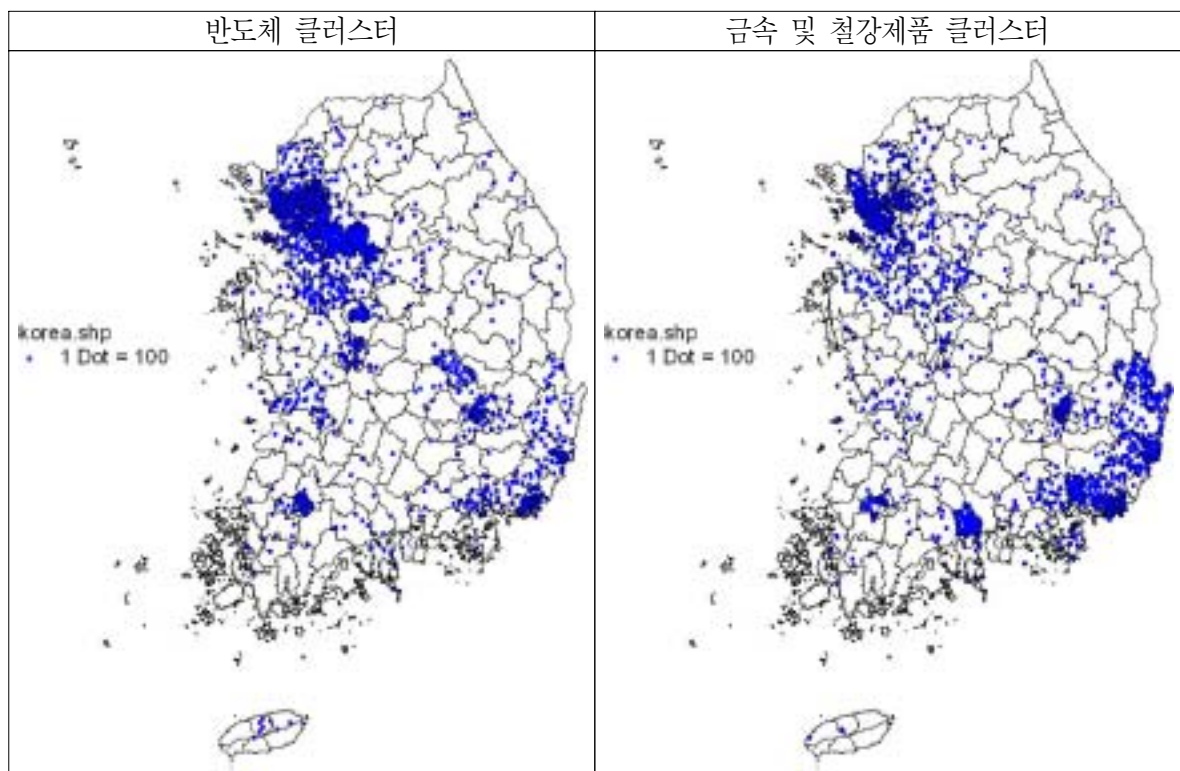 반도체 클러스터
금속 및 철강제품 클러스터
korea.shp
1 Dot = 100
korea.shp
1 Dot = 100